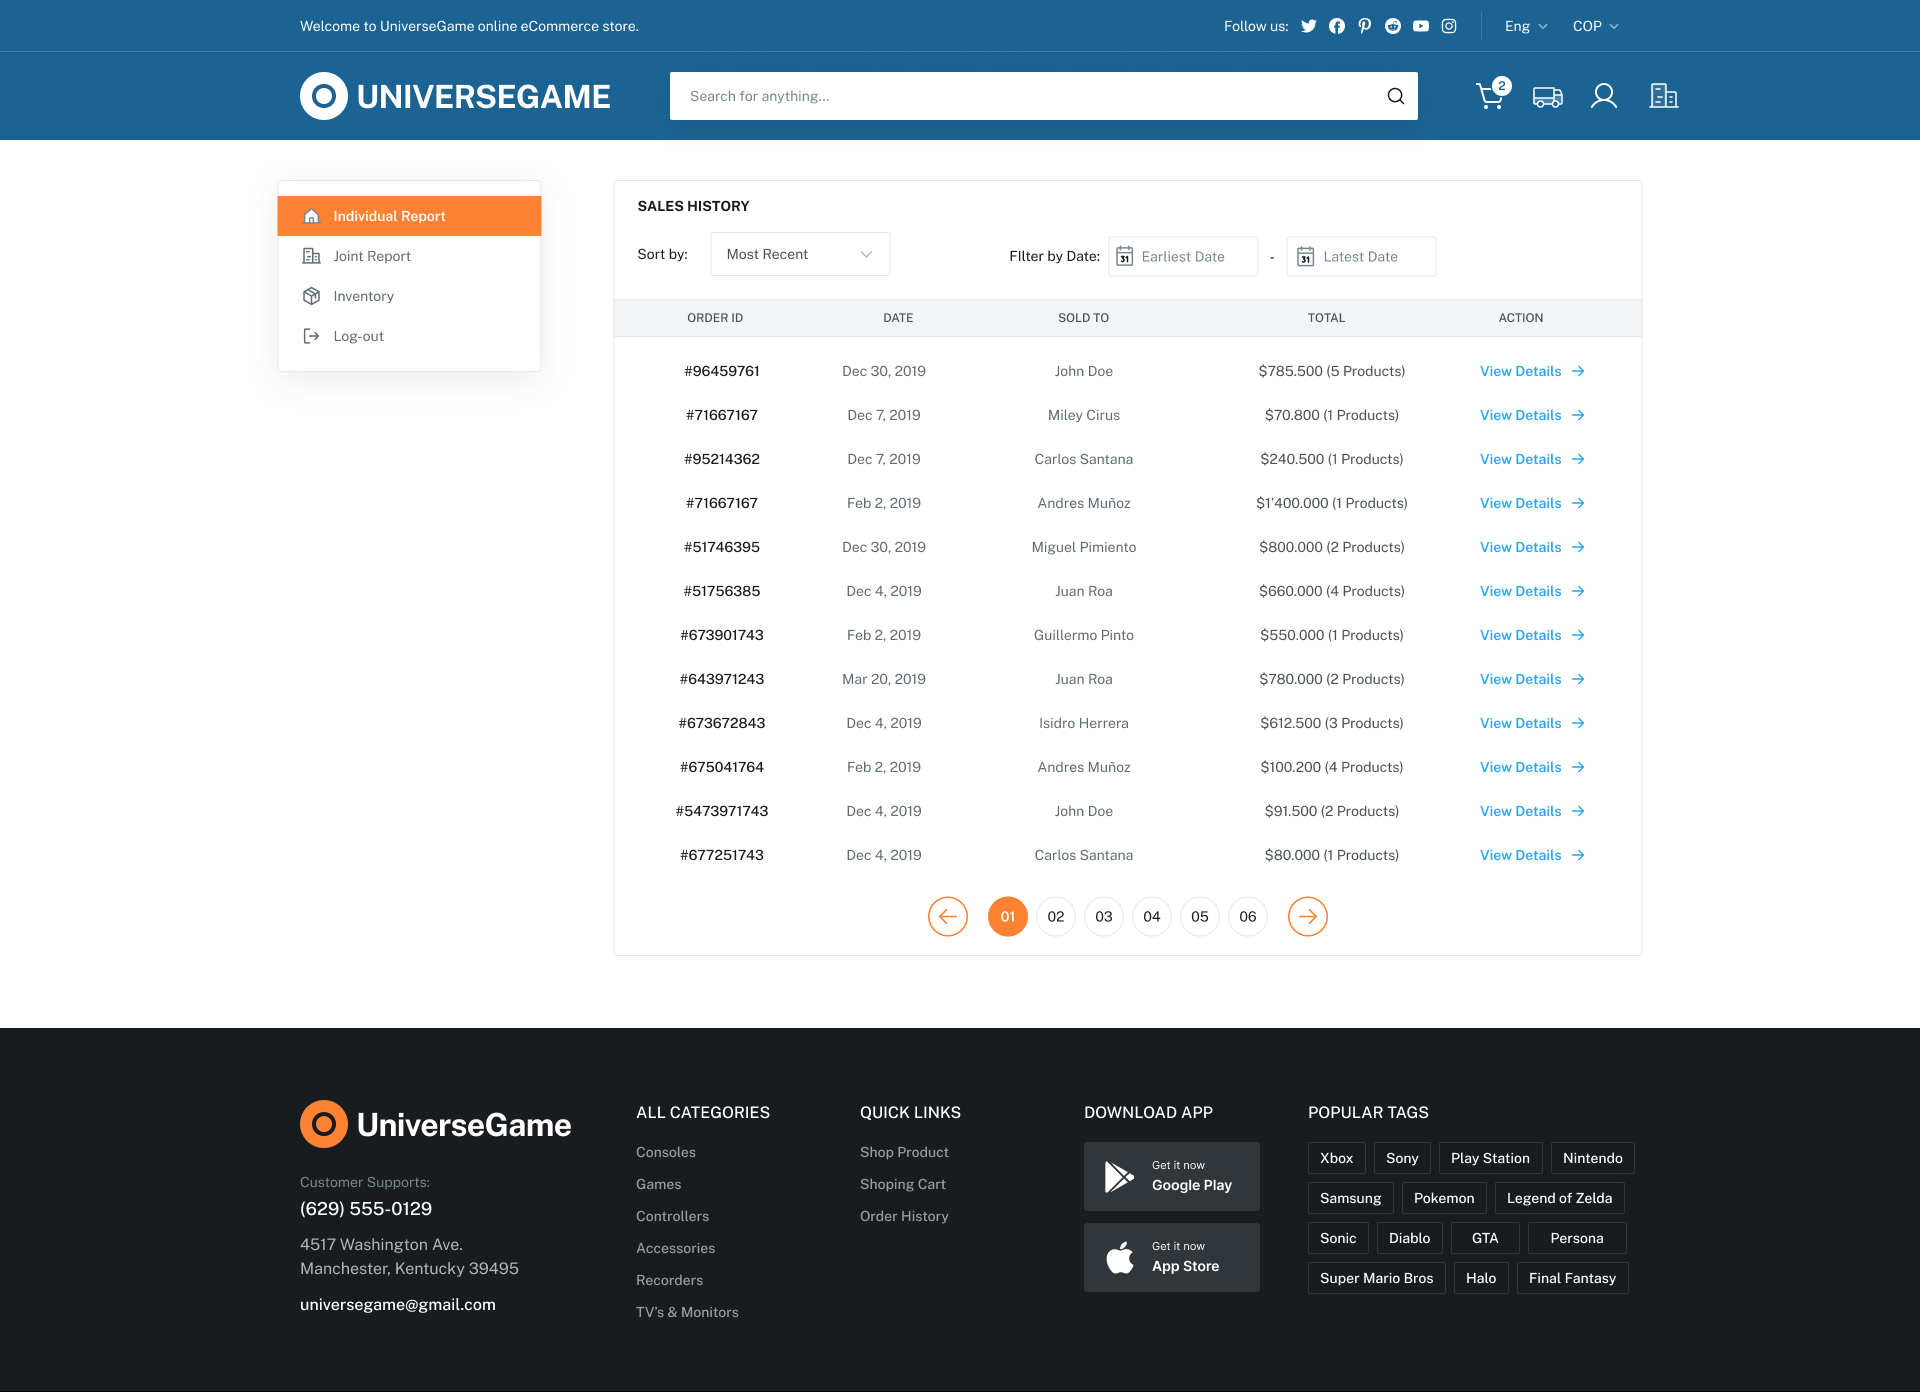 Welcome to UniverseGame online eCommerce store.
Follow us:
Eng
COP
UNIVERSEGAME
Search for anything...
2
Individual Report
Joint Report
Inventory
Log-out
SALES HISTORY
Sort by:
Most Recent
FIlter by Date:
31
Earliest Date
-
31
Latest Date
ORDER ID DATE SOLD TO TOTAL ACTION
#96459761 Dec 30, 2019 John Doe $785.500 (5 Products) View Details
#71667167 Dec 7, 2019 Miley Cirus $70.800 (1 Products) View Details
#95214362 Dec 7, 2019 Carlos Santana $240.500 (1 Products) View Details
#71667167 Feb 2, 2019 Andres Muñoz $1'400.000 (1 Products) View Details
#51746395 Dec 30, 2019 Miguel Pimiento $800.000 (2 Products) View Details
#51756385 Dec 4, 2019 Juan Roa $660.000 (4 Products) View Details
#673901743 Feb 2, 2019 Guillermo Pinto $550.000 (1 Products) View Details
#643971243 Mar 20, 2019 Juan Roa $780.000 (2 Products) View Details
#673672843 Dec 4, 2019 Isidro Herrera $612.500 (3 Products) View Details
#675041764 Feb 2, 2019 Andres Muñoz $100.200 (4 Products) View Details
#5473971743 Dec 4, 2019 John Doe $91.500 (2 Products) View Details
#677251743 Dec 4, 2019 Carlos Santana $80.000 (1 Products) View Details
01 02 03 04 05 06
UniverseGame
Customer Supports:
(629) 555-0129
4517 Washington Ave.
Manchester, Kentucky 39495
universegame@gmail.com
ALL CATEGORIES
Consoles
Games
Controllers
Accessories
Recorders
TV's & Monitors
QUICK LINKS
Shop Product
Shoping Cart
Order History
DOWNLOAD APP
Get it now
Google Play
Get it now
App Store
POPULAR TAGS
Xbox Sony Play Station Nintendo
Samsung Pokemon Legend of Zelda
Sonic Diablo GTA Persona
Super Mario Bros Halo Final Fantasy